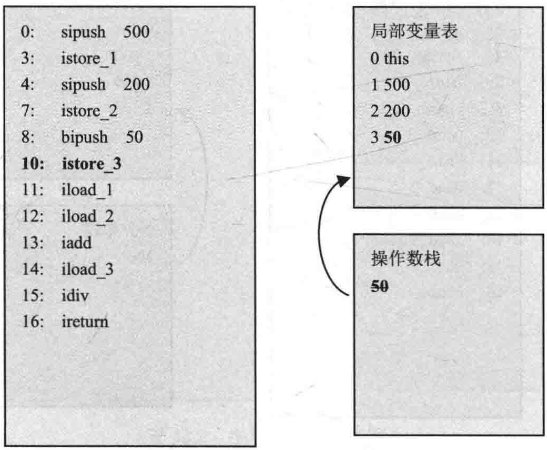 0: sipush 500
3: istore_1
4: sipush 200
7: istore_2
8: bipush 50
10: istore_3
11: iload_1
12: iload_2
13: iadd
14: iload_3
15: idiv
16: ireturn
局部变量表
0 this
1 500
2 200
3 50
操作数栈
50